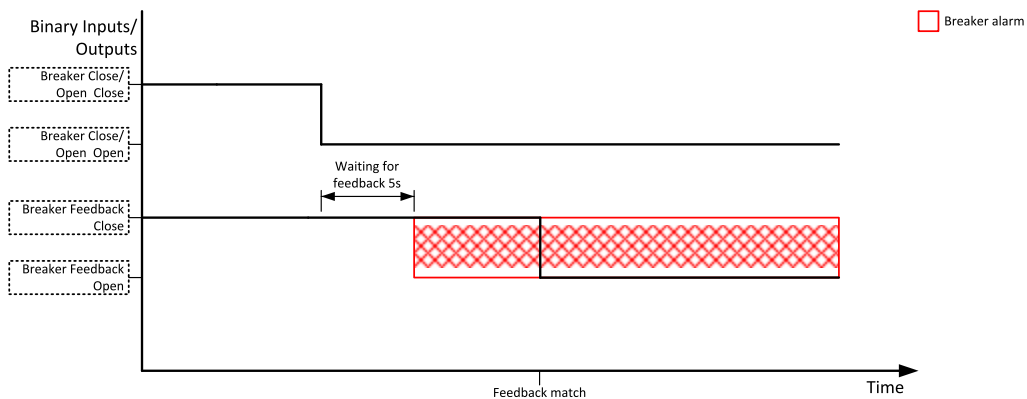 Binary Inputs/
Outputs
Breaker alarm
Breaker Close/
Open Close
Breaker Close/
Open Open
Waiting for
feedback 5s
Breaker Feedback
Close
Breaker Feedback
Open
Time
Feedback match